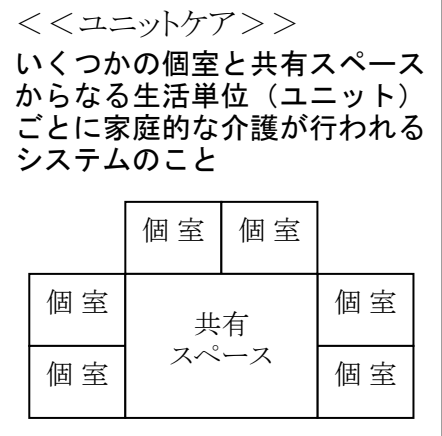 <<ユニットケア>>
いくつかの個室と共有スペース
からなる生活単位（ユニット）
ごとに家庭的な介護が行われる
システムのこと
個 室 個 室
個 室 個 室
共有
スペース
個 室 個 室